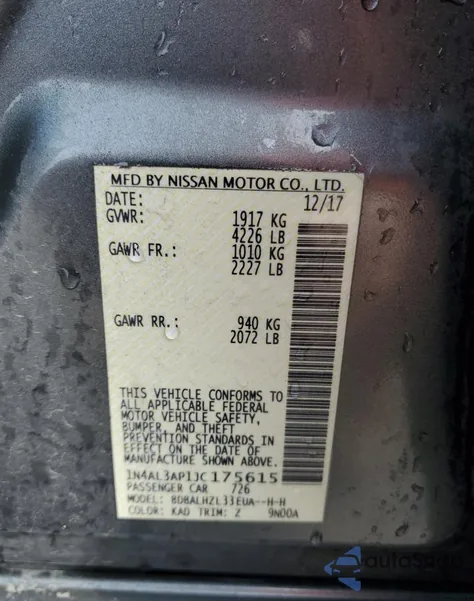 MFD BY NISSAN MOTOR CO., LTD.
DATE: 12/17
GVWR: 1917 KG
4226 LB
GAWR FR.: 1010 KG
2227 LB
GAWR RR.: 940 KG
2072 LB
THIS VEHICLE CONFORMS TO
ALL APPLICABLE FEDERAL
MOTOR VEHICLE SAFETY,
BUMPER, AND THEFT
PREVENTION STANDARDS IN
EFFECT ON THE DATE OF
MANUFACTURE SHOWN ABOVE.
1N4AL3AP1JC175615
PASSENGER CAR 726
MODEL: BDBALHZL33EUA--H-H
COLOR: KAD TRIM: Z 9N00A